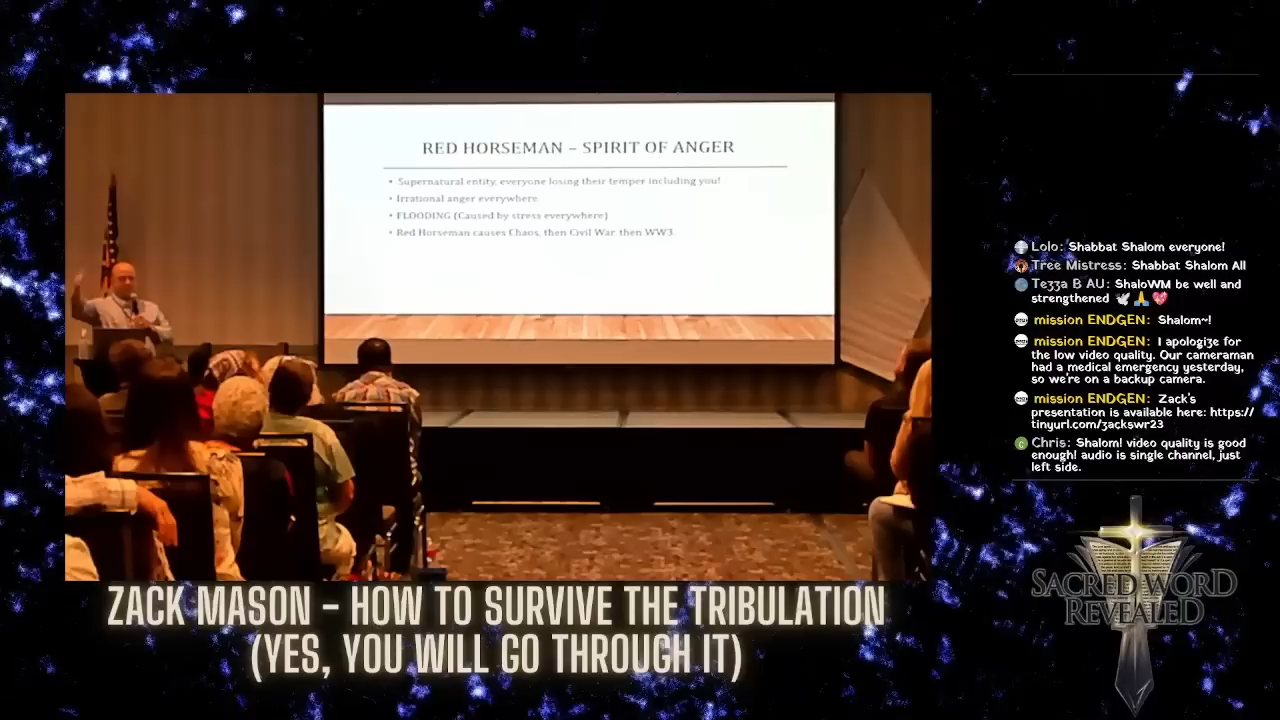 RED HORSEMAN – SPIRIT OF ANGER
• Supernatural entity, everyone losing their temper including you!
• Irrational anger everywhere.
• FLOODING (Caused by stress everywhere)
• Red Horseman causes Chaos, then Civil War, then WW3.
Lolo: Shabbat Shalom everyone!
Tree Mistress: Shabbat Shalom All
Tezza B AU: ShaloWM be well and
strengthened 🕊️🙏💖
mission ENDGEN: Shalom~!
mission ENDGEN: I apologize for
the low video quality. Our cameraman
had a medical emergency yesterday,
so we're on a backup camera.
mission ENDGEN: Zack's
presentation is available here: https://
tinyurl.com/zackswr23
Chris: Shalom! video quality is good
enough! audio is single channel, just
left side.
SACRED WORD
REVEALED
ZACK MASON – HOW TO SURVIVE THE TRIBULATION
(YES, YOU WILL GO THROUGH IT)